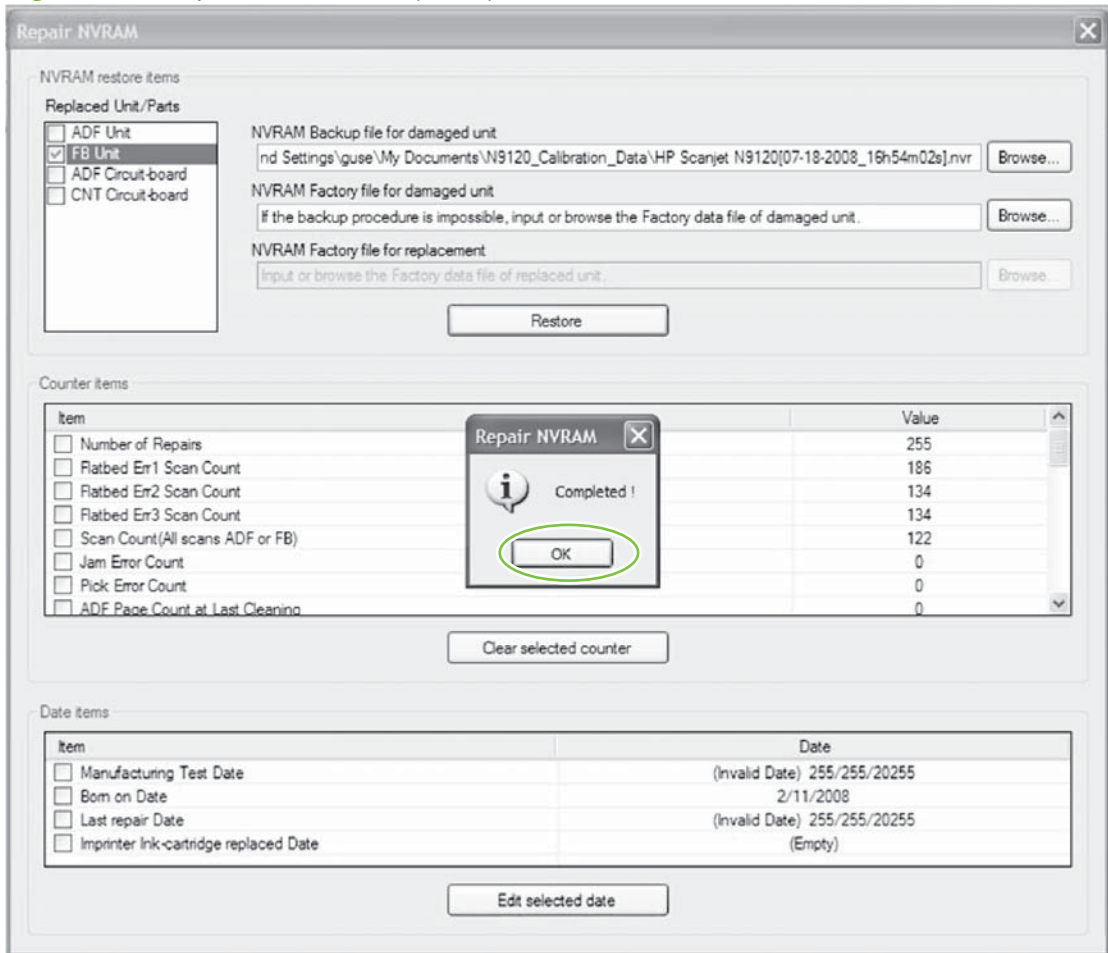 Repair NVRAM
NVRAM restore items
Replaced Unit/Parts
ADF Unit
FB Unit
ADF Circuit-board
CNT Circuit-board
NVRAM Backup file for damaged unit
nd Settings\guse\My Documents\N9120_Calibration_Data\HP Scanjet N9120[07-18-2008_16h54m02s].nvr
Browse...
NVRAM Factory file for damaged unit
If the backup procedure is impossible, input or browse the Factory data file of damaged unit.
Browse...
NVRAM Factory file for replacement
Input or browse the Factory data file of replaced unit.
Browse...
Restore
Counter items
Item Value
Number of Repairs 255
Flatbed Err1 Scan Count 186
Flatbed Err2 Scan Count 134
Flatbed Err3 Scan Count 134
Scan Count(All scans ADF or FB) 122
Jam Error Count 0
Pick Error Count 0
ADF Page Count at Last Cleaning 0
Repair NVRAM
Completed !
OK
Clear selected counter
Date items
Item Date
Manufacturing Test Date (Invalid Date) 255/255/20255
Born on Date 2/11/2008
Last repair Date (Invalid Date) 255/255/20255
Imprinter Ink-cartridge replaced Date (Empty)
Edit selected date